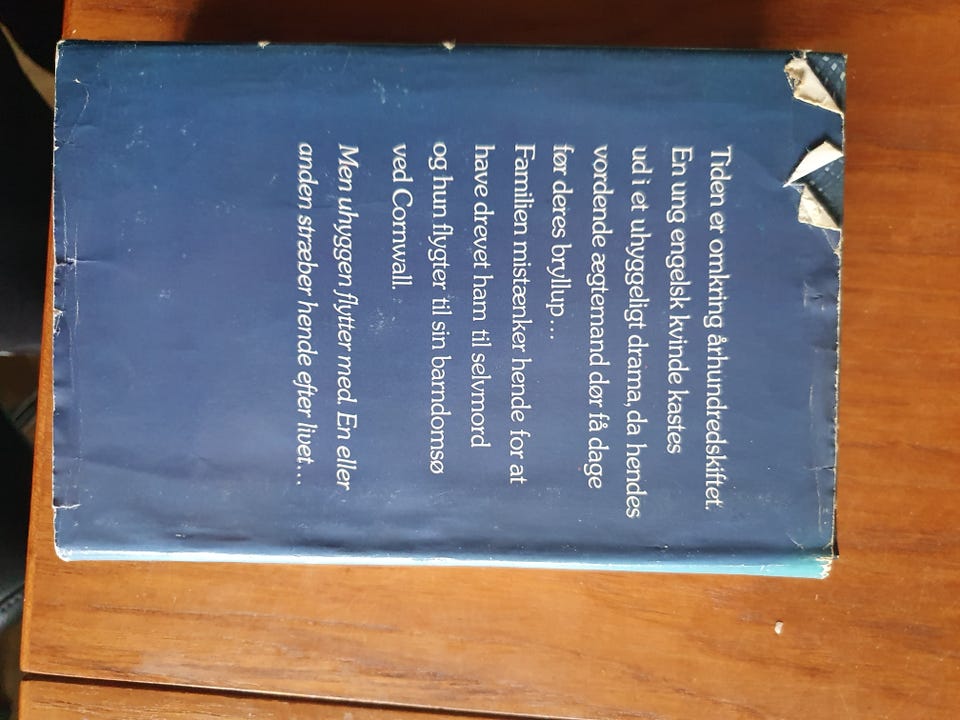 Tiden er omkring århundredskiftet.
En ung engelsk kvinde kastes
ud i et uhyggeligt drama, da hendes
vordende ægtemand dør få dage
før deres bryllup...
Familien mistænker hende for at
have drevet ham til selvmord
og hun flygter til sin barndomsø
ved Cornwall.
Men uhyggen flytter med. En eller
anden stræber hende efter livet...